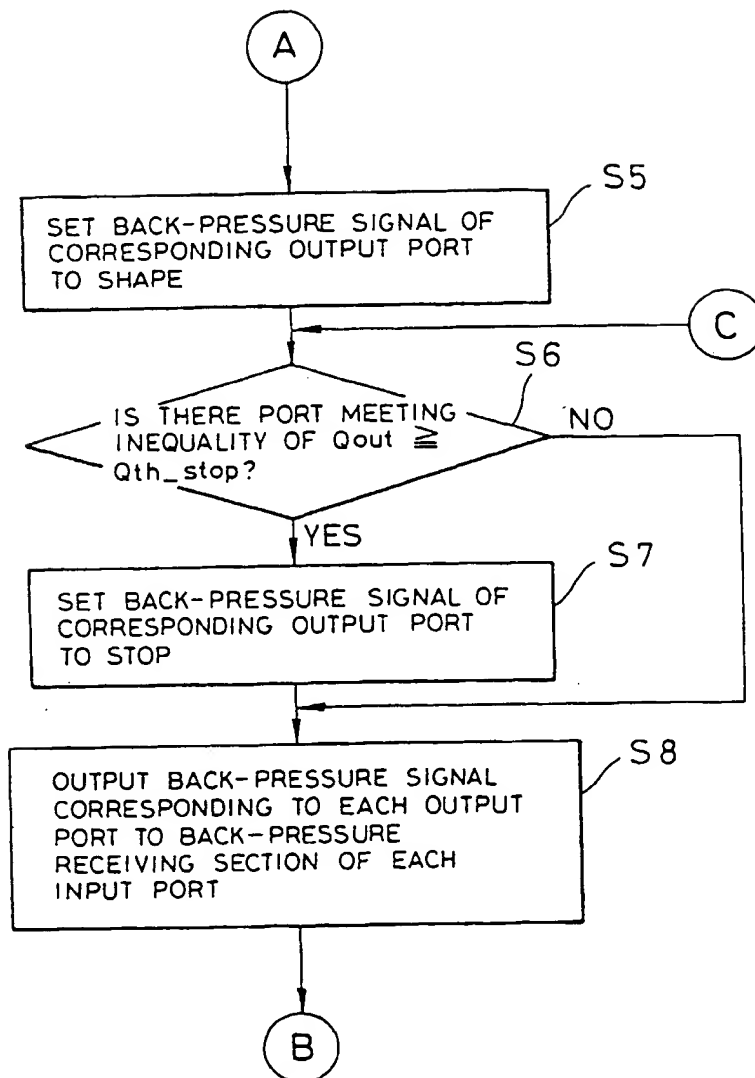 A
S5
SET BACK-PRESSURE SIGNAL OF
CORRESPONDING OUTPUT PORT
TO SHAPE
C
S6
IS THERE PORT MEETING
INEQUALITY OF Qout ≧
Qth_stop?
NO
YES
S7
SET BACK-PRESSURE SIGNAL OF
CORRESPONDING OUTPUT PORT
TO STOP
S8
OUTPUT BACK-PRESSURE SIGNAL
CORRESPONDING TO EACH OUTPUT
PORT TO BACK-PRESSURE
RECEIVING SECTION OF EACH
INPUT PORT
B